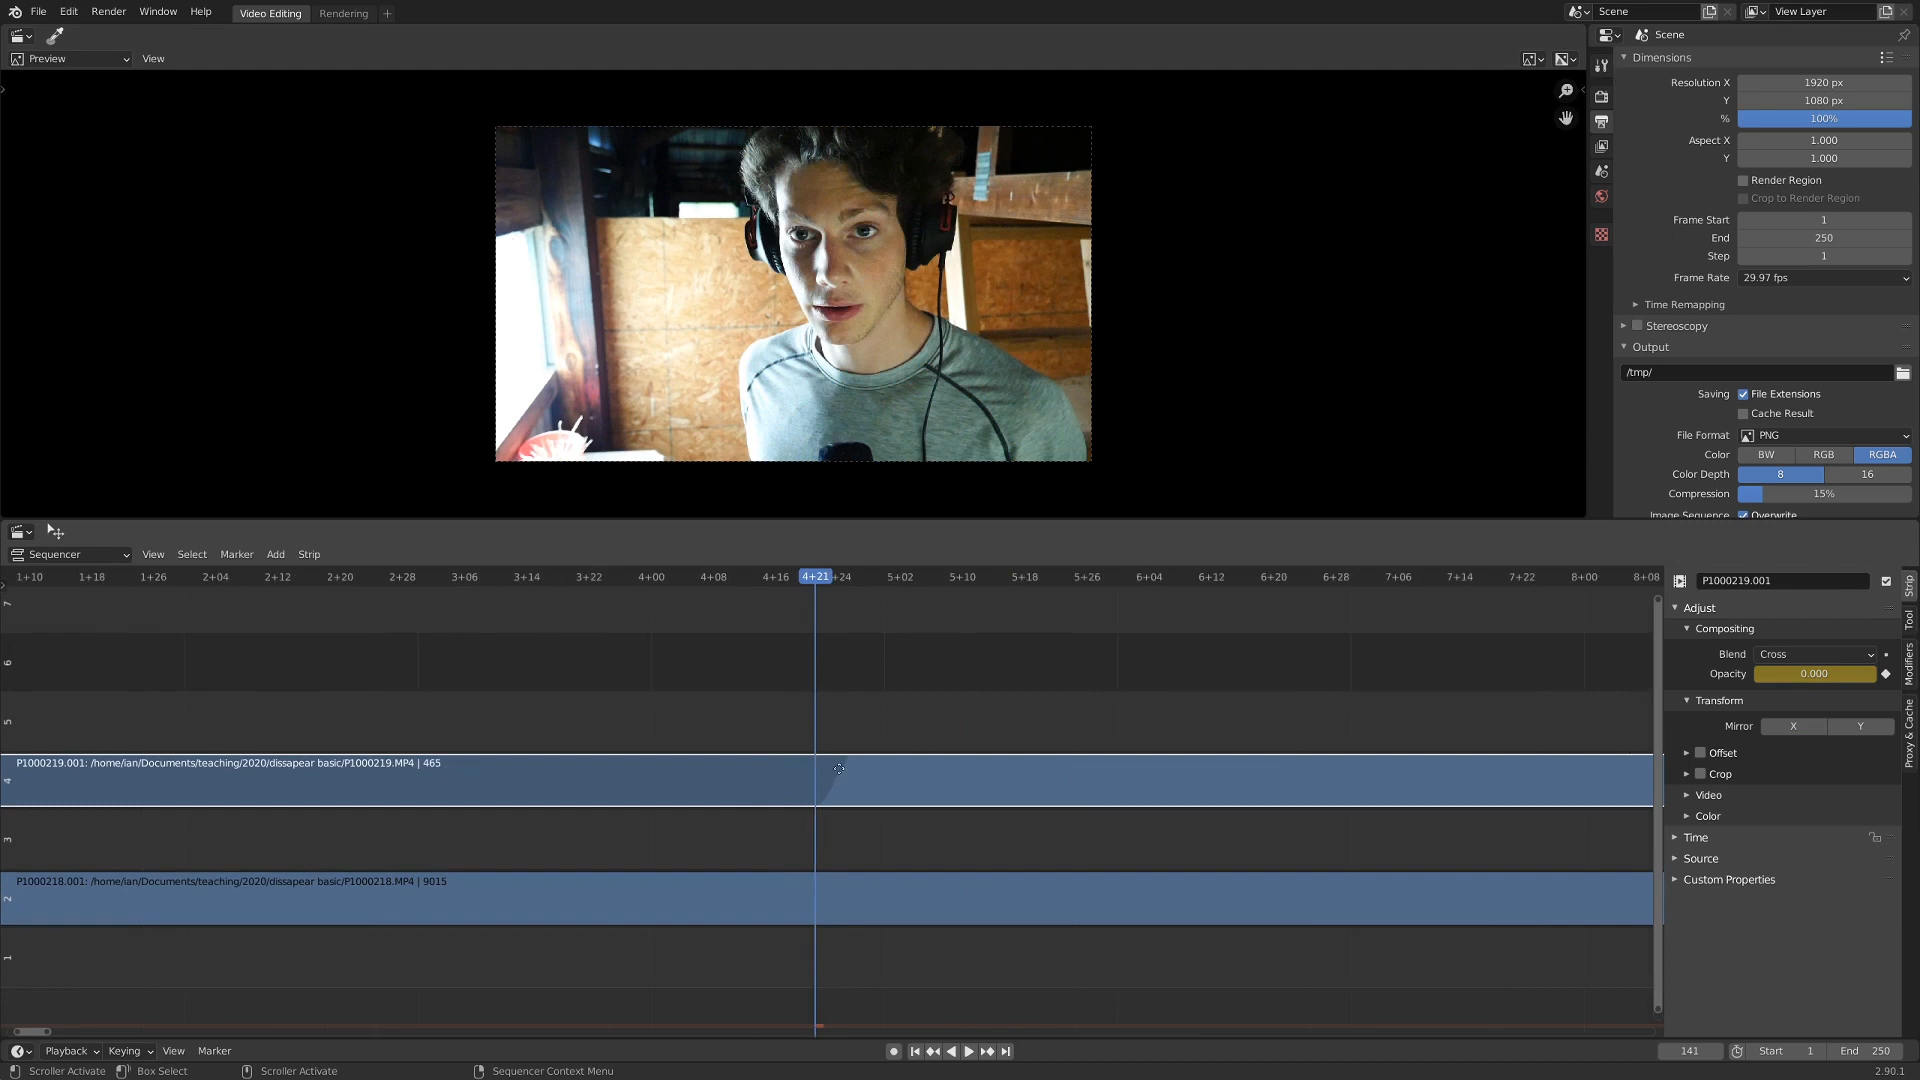 File Edit Render Window Help Video Editing Rendering + Scene View Layer
Preview View Scene
Dimensions
Resolution X 1920 px
Y 1080 px
% 100%
Aspect X 1.000
Y 1.000
Render Region
Crop to Render Region
Frame Start 1
End 250
Step 1
Frame Rate 29.97 fps
Time Remapping
Stereoscopy
Output
/tmp/
Saving File Extensions
Cache Result
File Format PNG
Color BW RGB RGBA
Color Depth 8 16
Compression 15%
Image Sequence Overwrite
Sequencer View Select Marker Add Strip
1+10 1+18 1+26 2+04 2+12 2+20 2+28 3+06 3+14 3+22 4+00 4+08 4+16 4+21 +24 5+02 5+10 5+18 5+26 6+04 6+12 6+20 6+28 7+06 7+14 7+22 8+00 8+08
7
6
5
4
3
2
1
P1000219.001: /home/ian/Documents/teaching/2020/dissapear basic/P1000219.MP4 | 465
P1000218.001: /home/ian/Documents/teaching/2020/dissapear basic/P1000218.MP4 | 9015
P1000219.001
Adjust
Compositing
Blend Cross
Opacity 0.000
Transform
Mirror X Y
Offset
Crop
Video
Color
Time
Source
Custom Properties
Strip
Tool
Modifiers
Proxy & Cache
Playback Keying View Marker 141 Start 1 End 250
Scroller Activate Box Select Scroller Activate Sequencer Context Menu 2.90.1